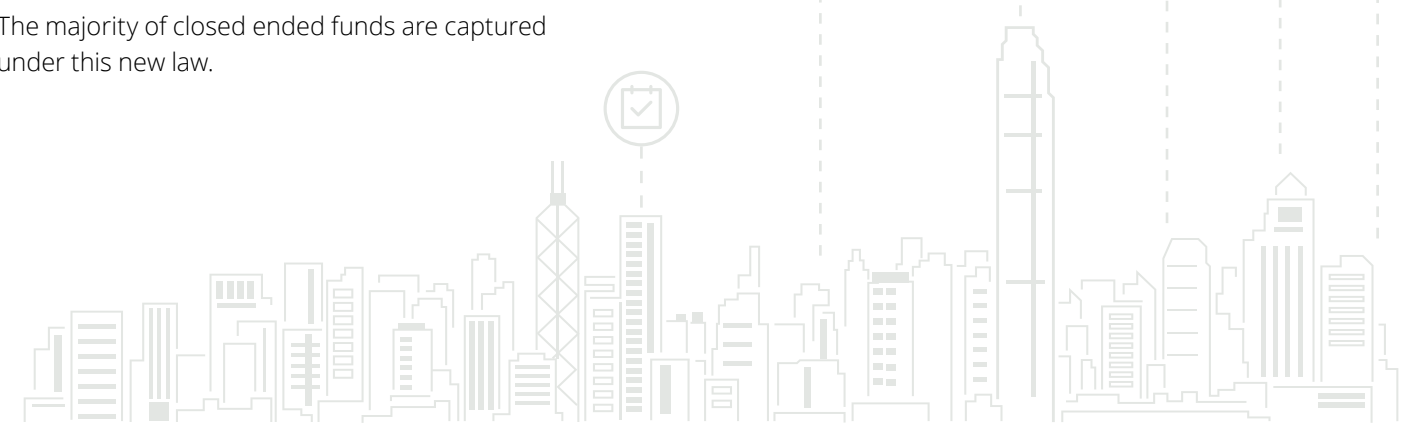 The majority of closed ended funds are captured
under this new law.